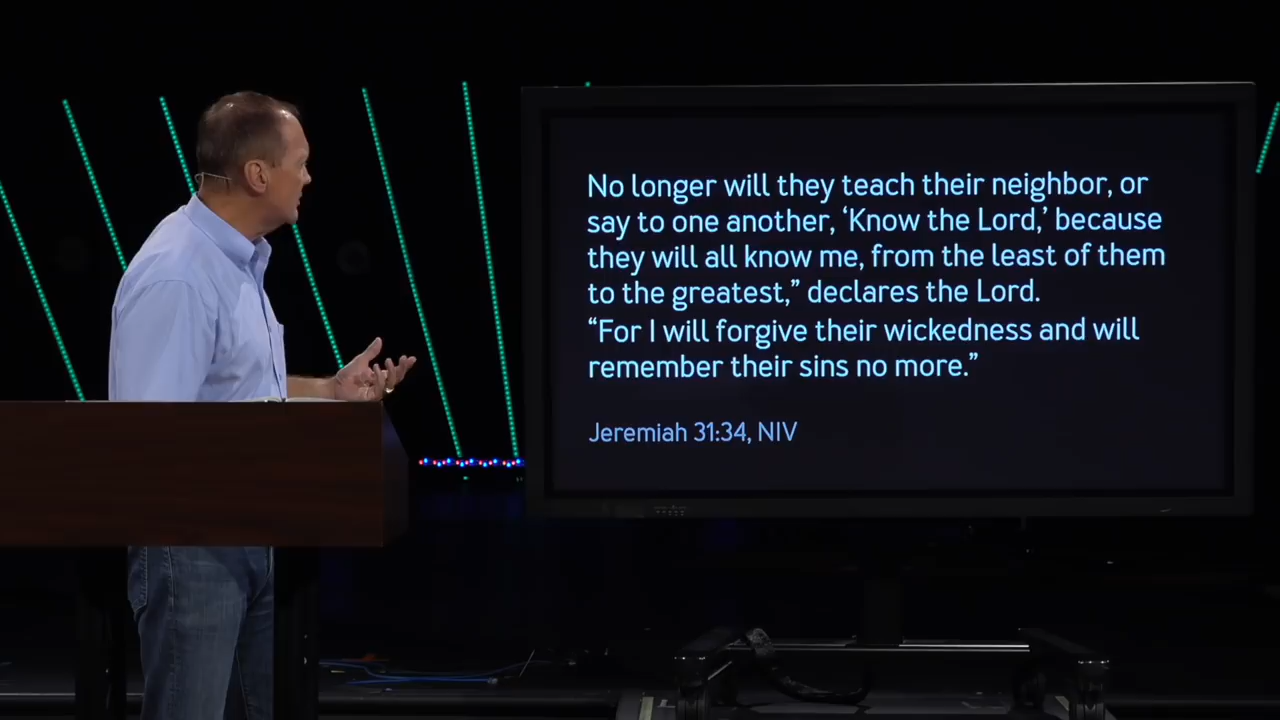 No longer will they teach their neighbor, or
say to one another, ‘Know the Lord,’ because
they will all know me, from the least of them
to the greatest,” declares the Lord.
“For I will forgive their wickedness and will
remember their sins no more.”
Jeremiah 31:34, NIV